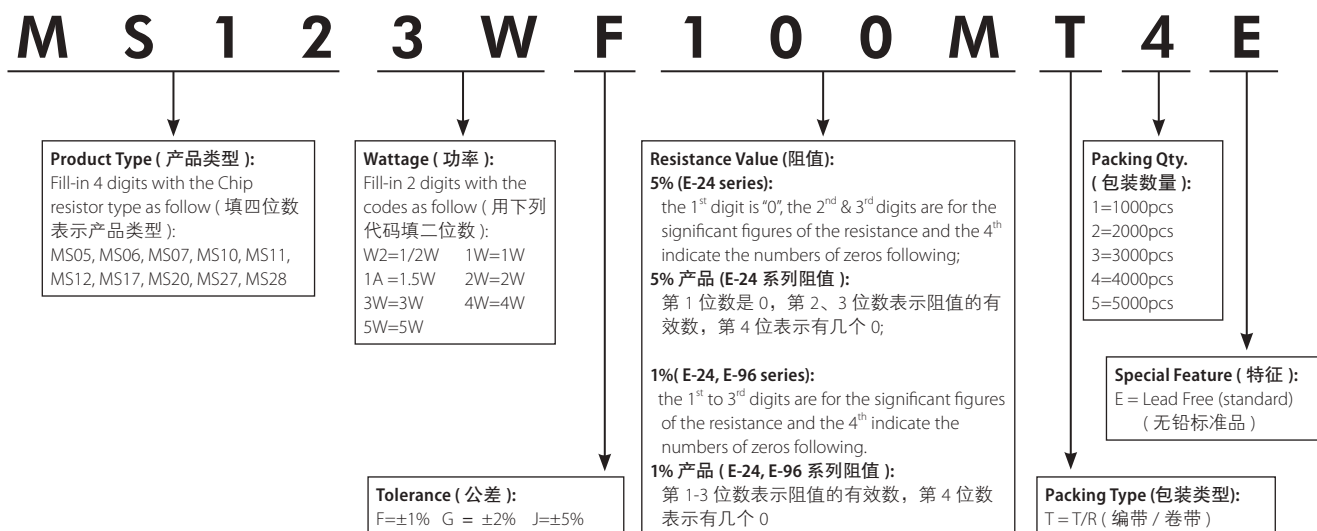 M S 1 2 3 W F 1 0 0 M T 4 E
Product Type ( 产品类型 ):
Fill-in 4 digits with the Chip
resistor type as follow ( 填四位数
表示产品类型 ):
MS05, MS06, MS07, MS10, MS11,
MS12, MS17, MS20, MS27, MS28
Wattage ( 功率 ):
Fill-in 2 digits with the
codes as follow ( 用下列
代码填二位数 ):
W2=1/2W 1W=1W
1A =1.5W 2W=2W
3W=3W 4W=4W
5W=5W
Tolerance ( 公差 ):
F=±1% G = ±2% J=±5%
Resistance Value (阻值):
5% (E-24 series):
the 1st digit is "0", the 2nd & 3rd digits are for the
significant figures of the resistance and the 4th
indicate the numbers of zeros following;
5% 产品 (E-24 系列阻值 ):
第 1 位数是 0，第 2、3 位数表示阻值的有
效数，第 4 位表示有几个 0;
1%( E-24, E-96 series):
the 1st to 3rd digits are for the significant figures
of the resistance and the 4th indicate the
numbers of zeros following.
1% 产品 ( E-24, E-96 系列阻值 ):
第 1-3 位数表示阻值的有效数，第 4 位数
表示有几个 0
Packing Qty.
( 包装数量 ):
1=1000pcs
2=2000pcs
3=3000pcs
4=4000pcs
5=5000pcs
Special Feature ( 特征 ):
E = Lead Free (standard)
( 无铅标准品 )
Packing Type (包装类型):
T = T/R ( 编带 / 卷带 )